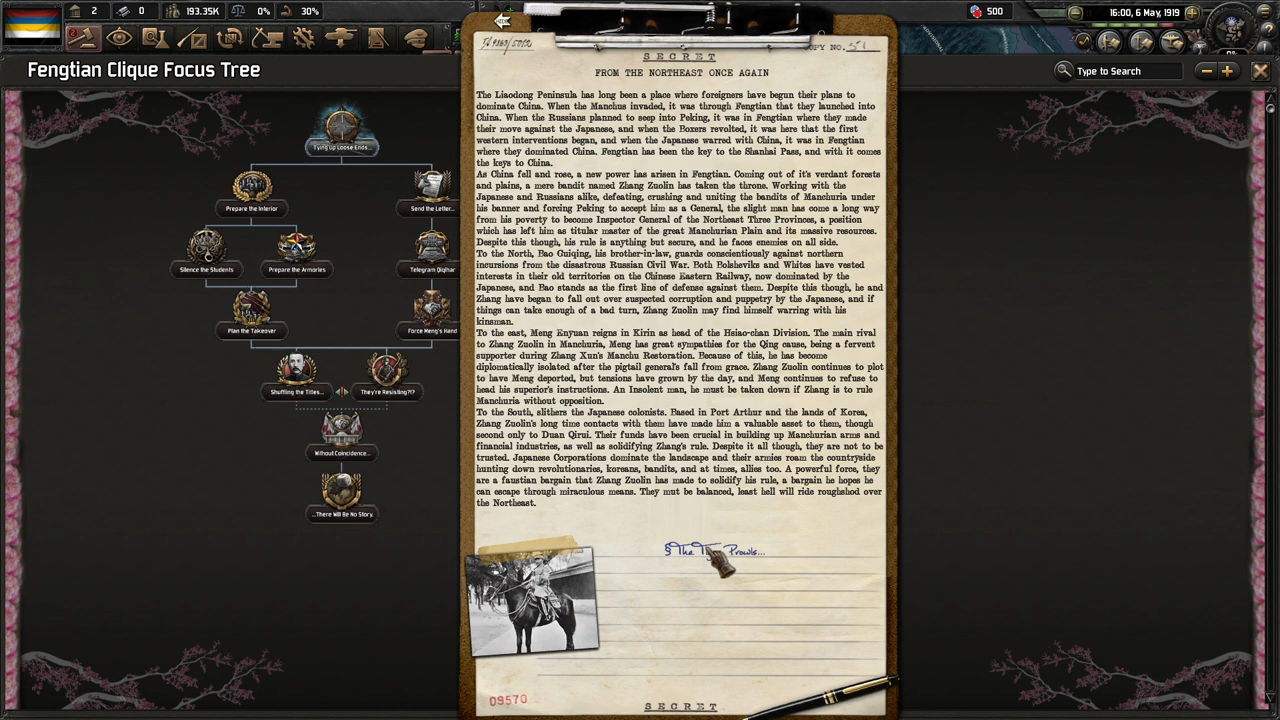 2
0
193.35K
0%
30%
500
16:00, 6 May, 1919
0%
Fengtian Clique Focus Tree
Type to Search
Tying up Loose Ends...
Prepare the Interior
Send the Letter...
Silence the Students
Prepare the Armories
Telegram Qiqhar
Plan the Takeover
Force Meng's Hand
Shuffling the Titles...
They're Resisting?!?
Without Coincidence...
...There Will Be No Story.
OPY NO. 51
SECRET
FROM THE NORTHEAST ONCE AGAIN
The Liaodong Peninsula has long been a place where foreigners have begun their plans to
dominate China. When the Manchus invaded, it was through Fengtian that they launched into
China. When the Russians planned to seep into Peking, it was in Fengtian where they made
their move against the Japanese, and when the Boxers revolted, it was here that the first
western interventions began, and when the Japanese warred with China, it was in Fengtian
where they dominated China. Fengtian has been the key to the Shanhai Pass, and with it comes
the keys to China.
As China fell and rose, a new power has arisen in Fengtian. Coming out of it's verdant forests
and plains, a mere bandit named Zhang Zuolin has taken the throne. Working with the
Japanese and Russians alike, defeating, crushing and uniting the bandits of Manchuria under
his banner and forcing Peking to accept him as a General, the slight man has come a long way
from his poverty to become Inspector General of the Northeast Three Provinces, a position
which has left him as titular master of the great Manchurian Plain and its massive resources.
Despite this though, his rule is anything but secure, and he faces enemies on all side.
To the North, Bao Guiqing, his brother-in-law, guards conscientiously against northern
incursions from the disastrous Russian Civil War. Both Bolsheviks and Whites have vested
interests in their old territories on the Chinese Eastern Railway, now dominated by the
Japanese, and Bao stands as the first line of defense against them. Despite this though, he and
Zhang have began to fall out over suspected corruption and puppetry by the Japanese, and if
things can take enough of a bad turn, Zhang Zuolin may find himself warring with his
kinsman.
To the east, Meng Enyuan reigns in Kirin as head of the Hsiao-chan Division. The main rival
to Zhang Zuolin in Manchuria, Meng has great sympathies for the Qing cause, being a fervent
supporter during Zhang Xun's Manchu Restoration. Because of this, he has become
diplomatically isolated after the pigtail general's fall from grace. Zhang Zuolin continues to plot
to have Meng deported, but tensions have grown by the day, and Meng continues to refuse to
head his superior's instructions. An Insolent man, he must be taken down if Zhang is to rule
Manchuria without opposition.
To the South, slithers the Japanese colonists. Based in Port Arthur and the lands of Korea,
Zhang Zuolin's long time contacts with them have made him a valuable asset to them, though
second only to Duan Qirui. Their funds have been crucial in building up Manchurian arms and
financial industries, as well as solidifying Zhang's rule. Despite it all though, they are not to be
trusted. Japanese Corporations dominate the landscape and their armies roam the countryside
hunting down revolutionaries, koreans, bandits, and at times, allies too. A powerful force, they
are a faustian bargain that Zhang Zuolin has made to solidify his rule, a bargain he hopes he
can escape through miraculous means. They mut be balanced, least hell will ride roughshod over
the Northeast.
§ The Prowls...
09570
SECRET